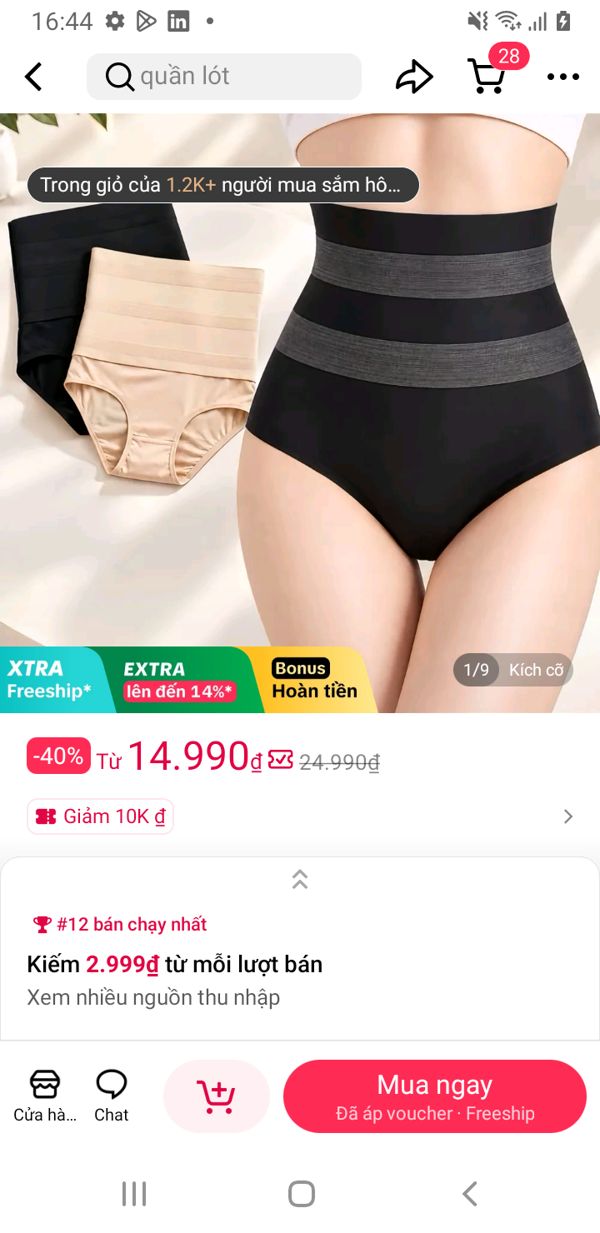 16:44
28
quần lót
Trong giỏ của 1.2K+ người mua sắm hô...
XTRA
Freeship*
EXTRA
lên đến 14%*
Bonus
Hoàn tiền
1/9 Kích cỡ
-40% Từ 14.990₫ 24.990₫
Giảm 10K ₫
#12 bán chạy nhất
Kiếm 2.999₫ từ mỗi lượt bán
Xem nhiều nguồn thu nhập
Mua ngay
Đã áp voucher · Freeship
Cửa hà... Chat